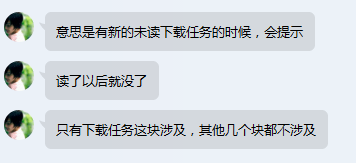 意思是有新的未读下载任务的时候，会提示
读了以后就没了
只有下载任务这块涉及，其他几个块都不涉及